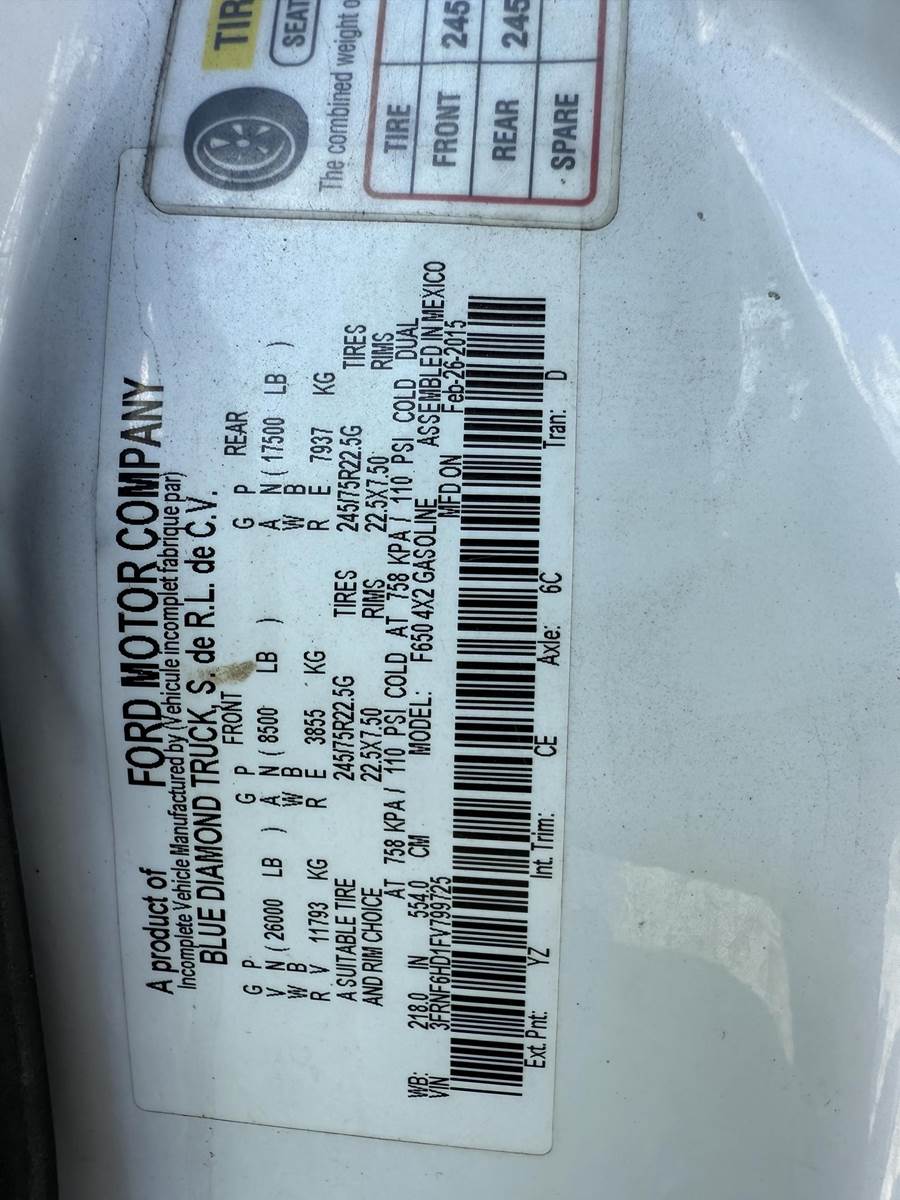 TIR
SEAT
The combined weight o
TIRE
FRONT 245
REAR 245
SPARE
A product of FORD MOTOR COMPANY
Incomplete Vehicle Manufactured by (Vehicule incomplet fabrique par)
BLUE DIAMOND TRUCK, S. de R.L. de C.V.
FRONT REAR
G P G P G P
V N ( 26000 LB ) A N ( 8500 LB ) A N ( 17500 LB )
W B W B W B
R V 11793 KG R E 3855 KG R E 7937 KG
A SUITABLE TIRE 245/75R22.5G TIRES 245/75R22.5G TIRES
AND RIM CHOICE 22.5X7.50 RIMS 22.5X7.50 RIMS
AT 758 KPA / 110 PSI COLD AT 758 KPA / 110 PSI COLD DUAL
WB: 218.0 IN 554.0 CM MODEL: F650 4X2 GASOLINE ASSEMBLED IN MEXICO
VIN 3FRNF6HD1FV799725 MFD ON Feb-26-2015
Ext. Pnt: YZ Int. Trim: CE Axle: 6C Tran: D